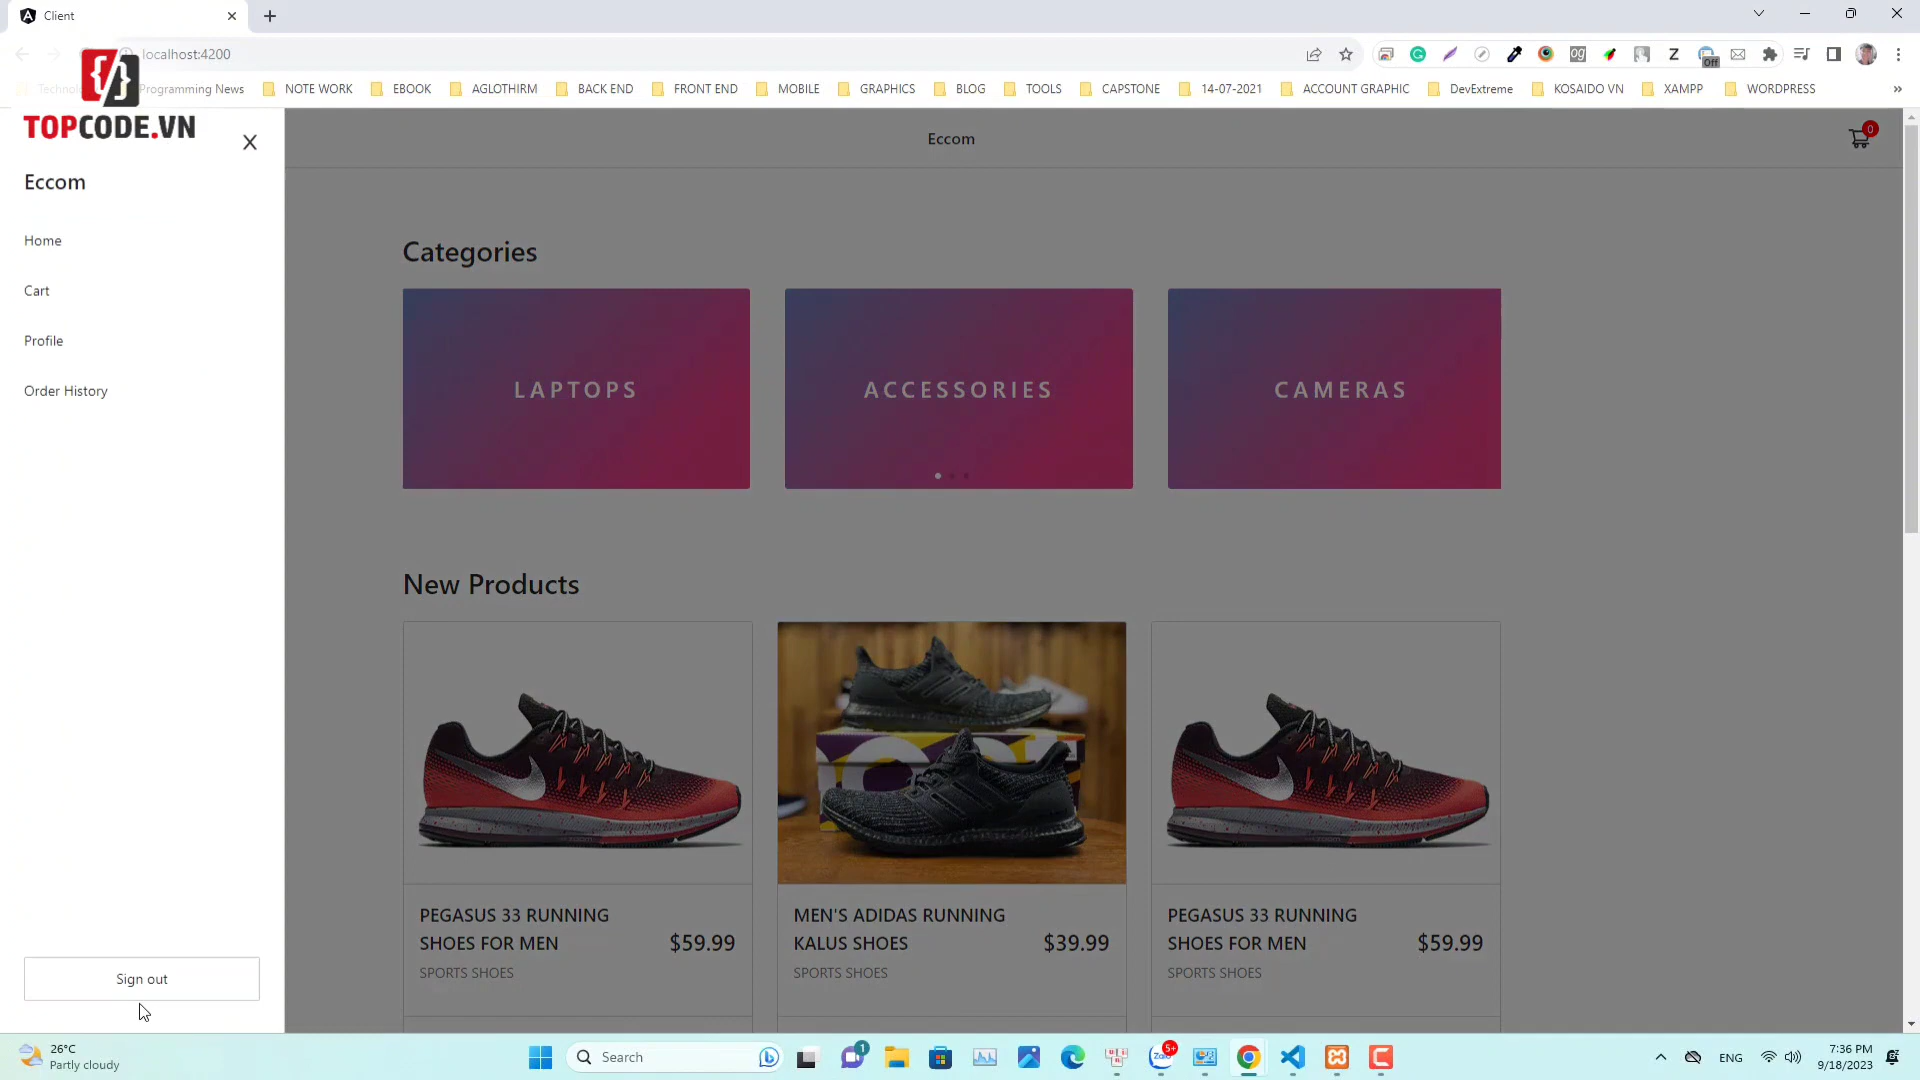 Client
localhost:4200
Off
Programming News
NOTE WORK
EBOOK
AGLOTHIRM
BACK END
FRONT END
MOBILE
GRAPHICS
BLOG
TOOLS
CAPSTONE
14-07-2021
ACCOUNT GRAPHIC
DevExtreme
KOSAIDO VN
XAMPP
WORDPRESS
»
TOPCODE.VN
Eccom
0
Eccom
Home
Cart
Profile
Order History
Categories
LAPTOPS
ACCESSORIES
CAMERAS
New Products
PEGASUS 33 RUNNING
SHOES FOR MEN
$59.99
SPORTS SHOES
MEN'S ADIDAS RUNNING
KALUS SHOES
$39.99
SPORTS SHOES
PEGASUS 33 RUNNING
SHOES FOR MEN
$59.99
SPORTS SHOES
Sign out
26°C
Partly cloudy
Search
1
5+
ENG
7:36 PM
9/18/2023